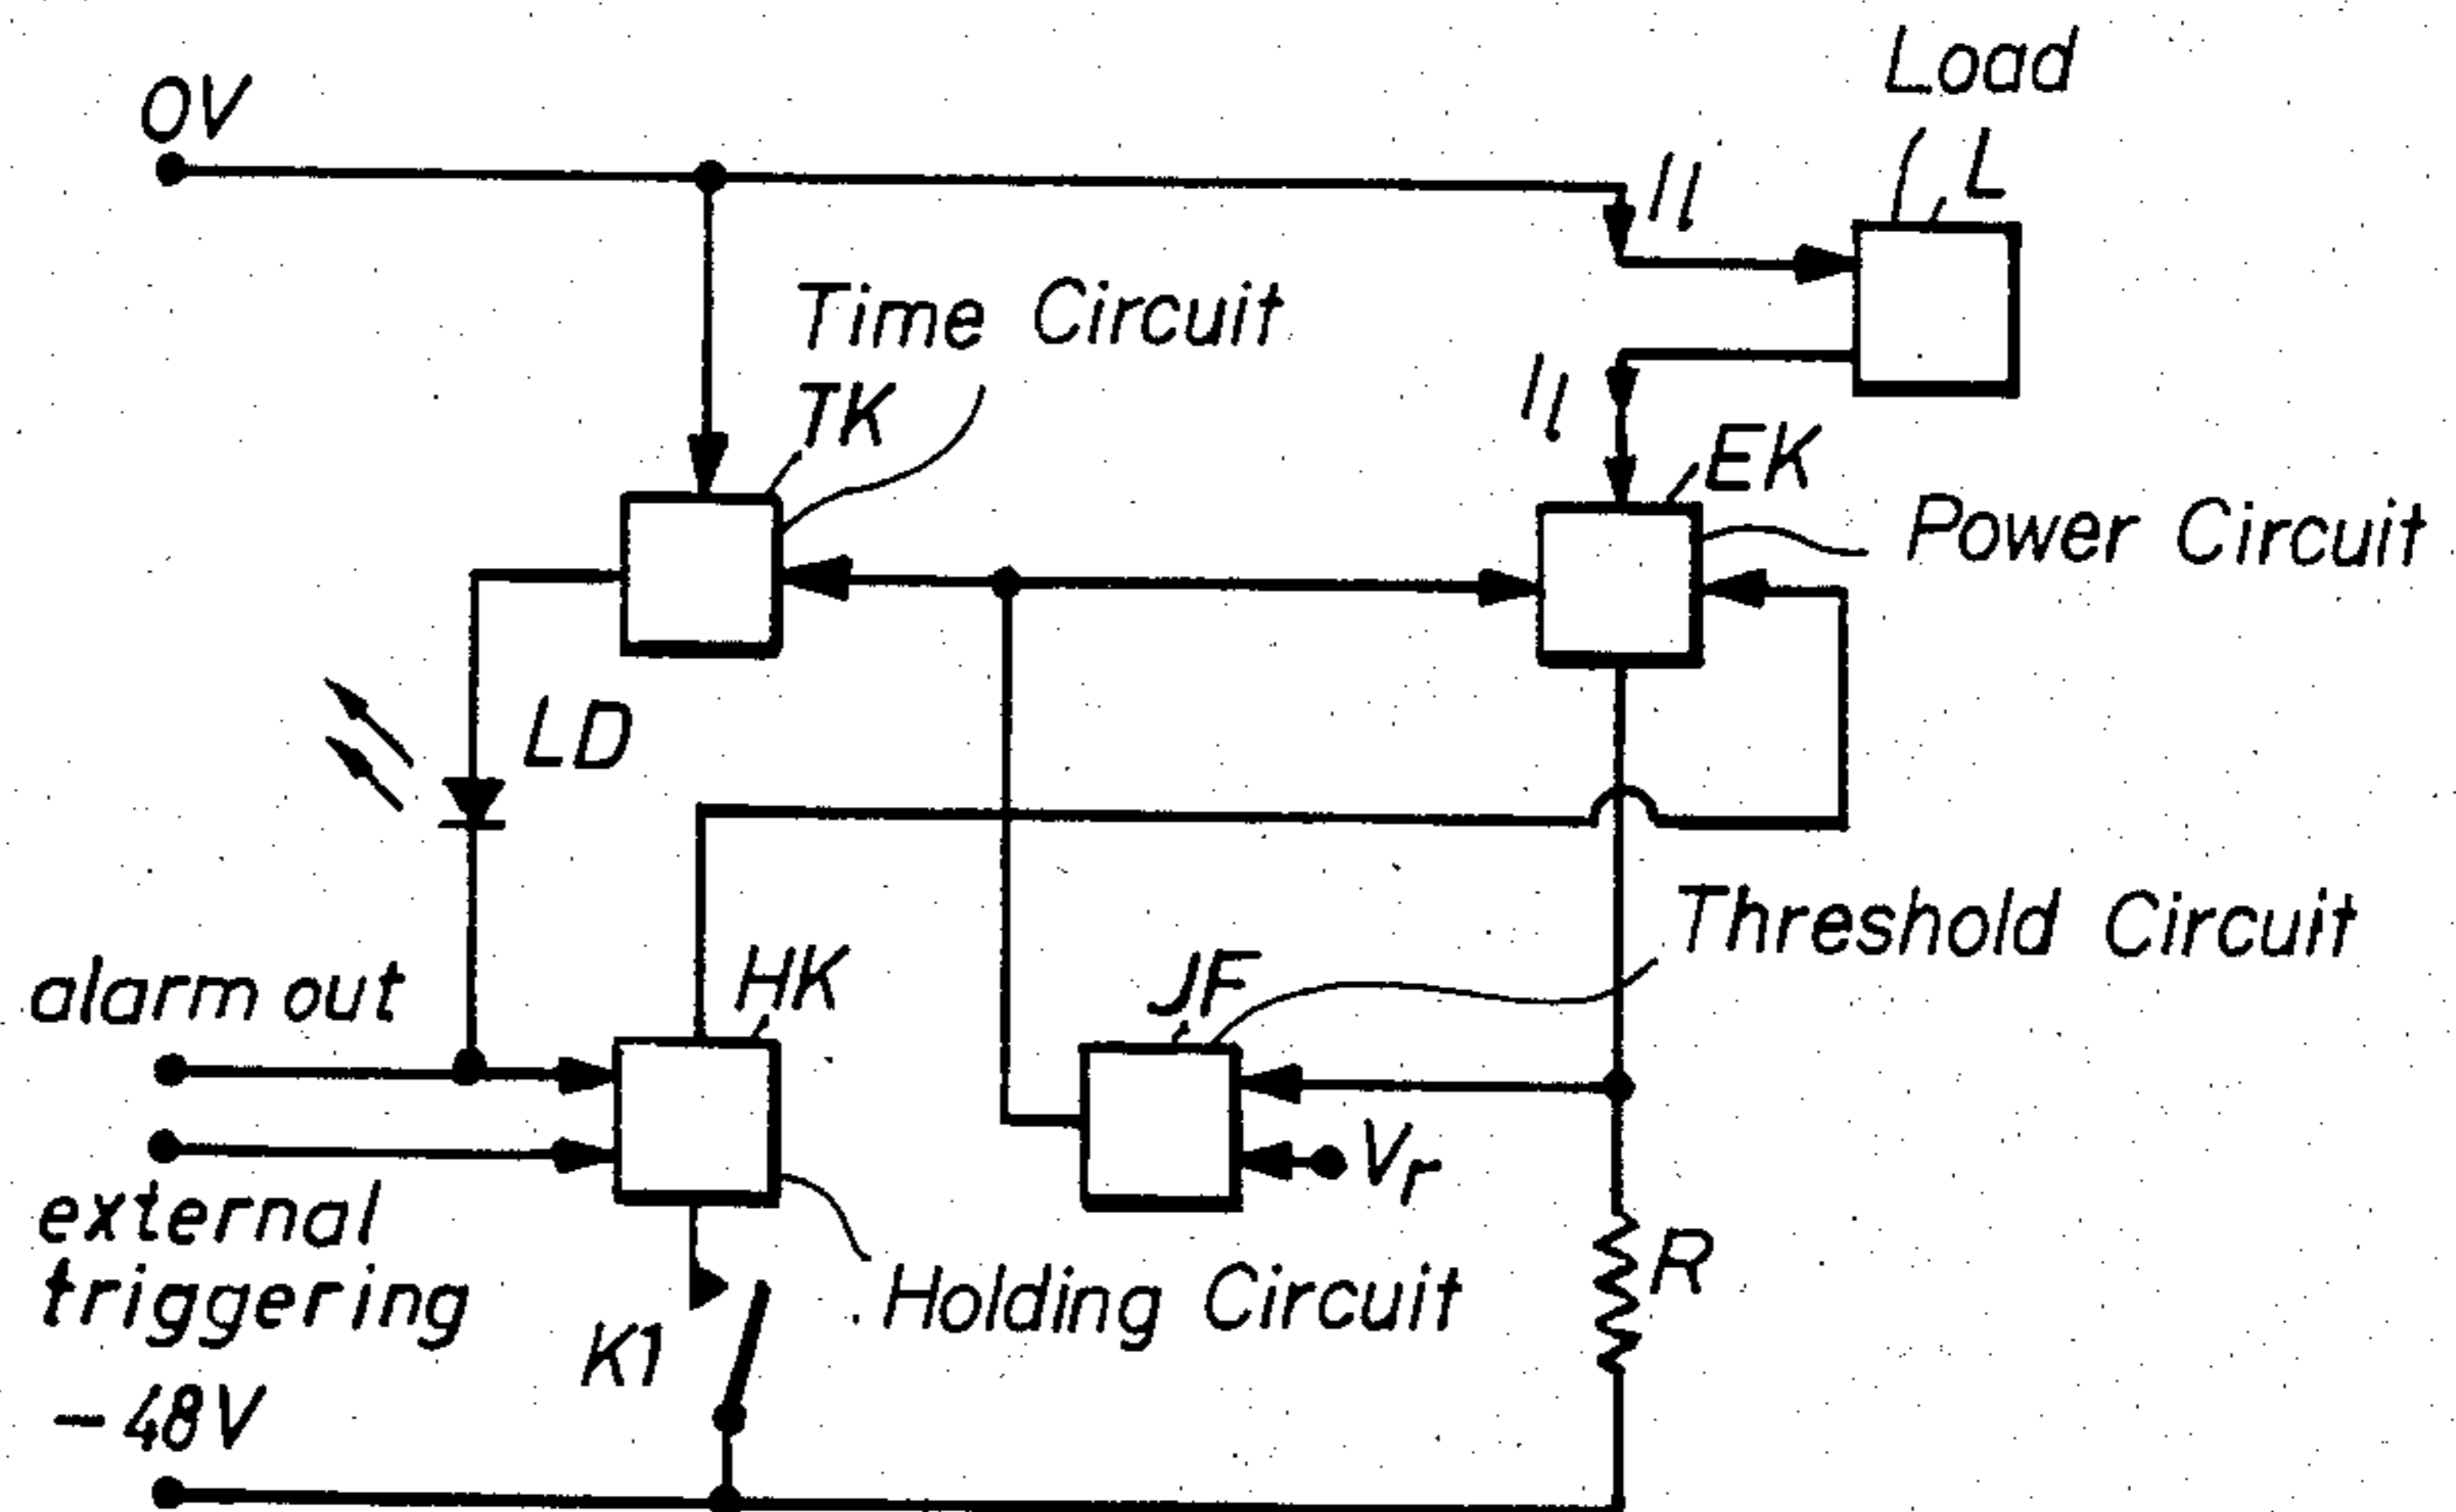 Load
0V
L
Il
Time Circuit
TK
Il
EK
Power Circuit
LD
Threshold Circuit
HK
JF
alarm out
Vr
external
triggering
R
Holding Circuit
K1
-48V